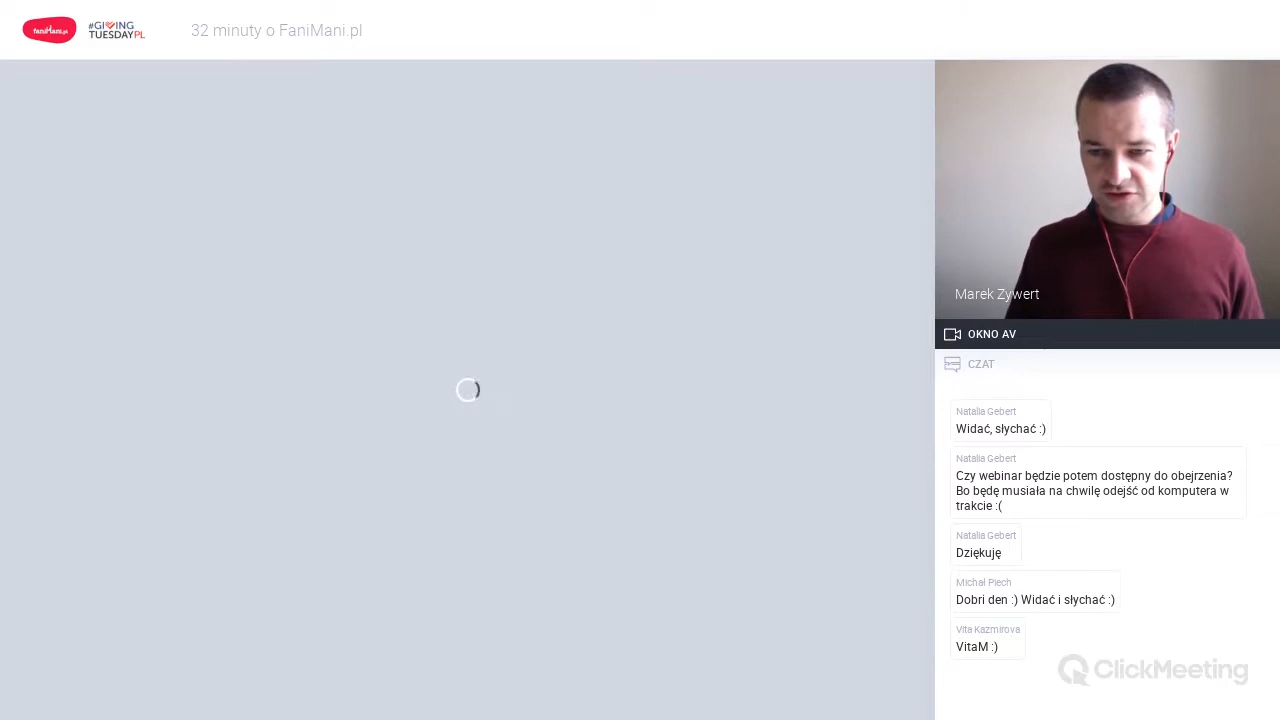 faniMani.pl
#GIVING
TUESDAYPL
32 minuty o FaniMani.pl
Marek Zywert
OKNO AV
CZAT
Natalia Gebert
Widać, słychać :)
Natalia Gebert
Czy webinar będzie potem dostępny do obejrzenia?
Bo będę musiała na chwilę odejść od komputera w
trakcie :(
Natalia Gebert
Dziękuję
Michał Piech
Dobri den :) Widać i słychać :)
Vita Kazmirova
VitaM :)
ClickMeeting